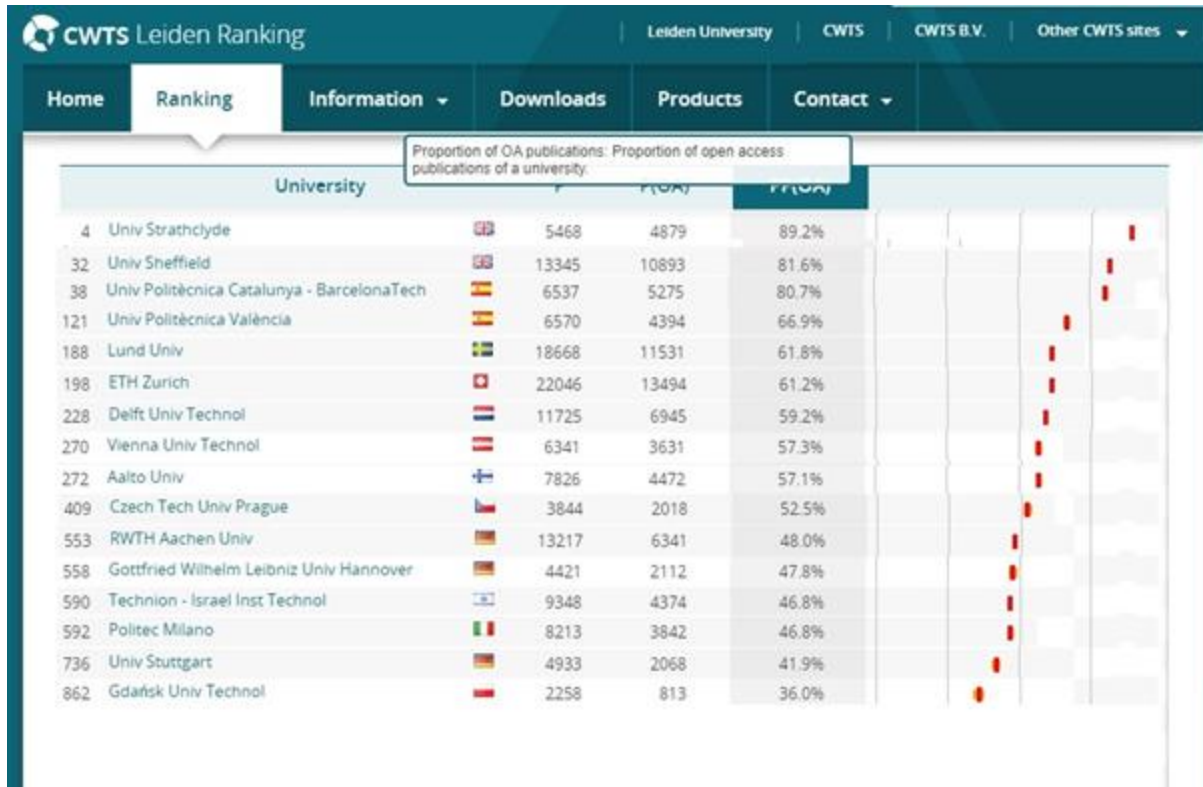 CWTS Leiden Ranking
Leiden University CWTS CWTS B.V. Other CWTS sites
Home Ranking Information Downloads Products Contact
Proportion of OA publications: Proportion of open access
publications of a university.
University P P(OA) PP(OA)
4 Univ Strathclyde 5468 4879 89.2%
32 Univ Sheffield 13345 10893 81.6%
38 Univ Politècnica Catalunya - BarcelonaTech 6537 5275 80.7%
121 Univ Politècnica València 6570 4394 66.9%
188 Lund Univ 18668 11531 61.8%
198 ETH Zurich 22046 13494 61.2%
228 Delft Univ Technol 11725 6945 59.2%
270 Vienna Univ Technol 6341 3631 57.3%
272 Aalto Univ 7826 4472 57.1%
409 Czech Tech Univ Prague 3844 2018 52.5%
553 RWTH Aachen Univ 13217 6341 48.0%
558 Gottfried Wilhelm Leibniz Univ Hannover 4421 2112 47.8%
590 Technion - Israel Inst Technol 9348 4374 46.8%
592 Politec Milano 8213 3842 46.8%
736 Univ Stuttgart 4933 2068 41.9%
862 Gdańsk Univ Technol 2258 813 36.0%